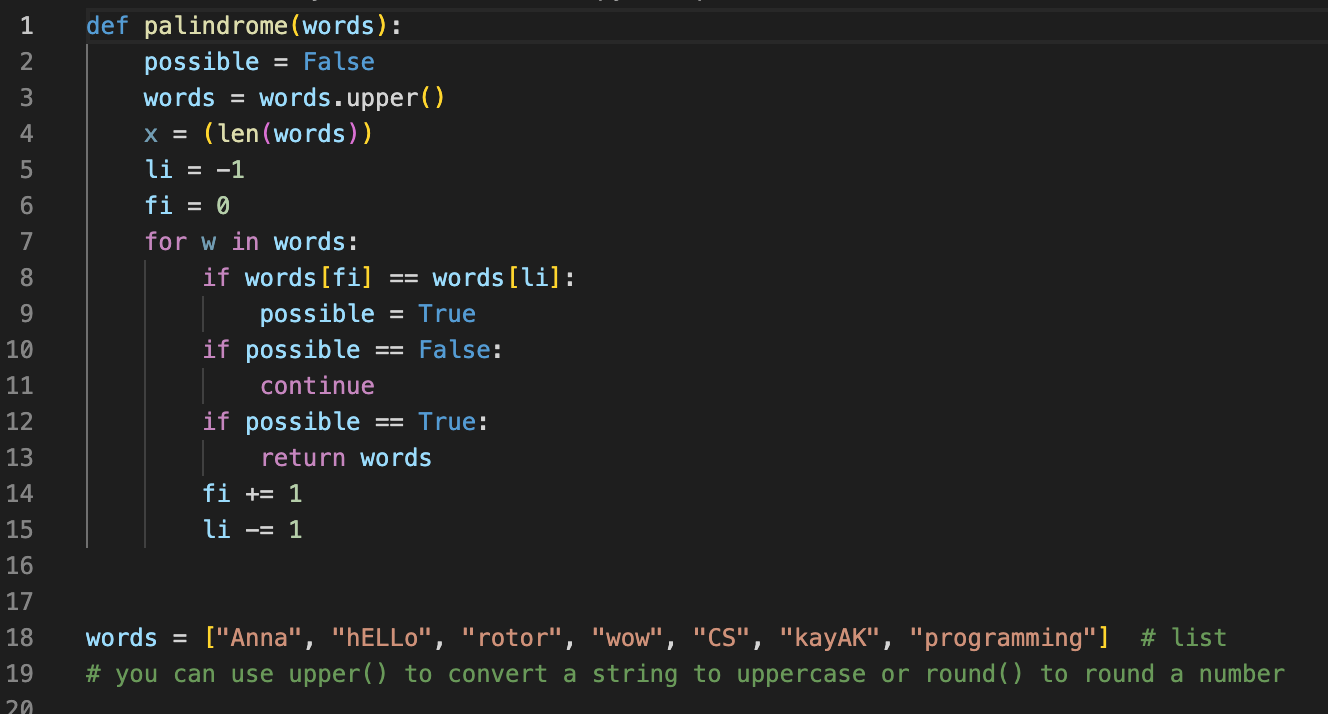 1 def palindrome(words):
2     possible = False
3     words = words.upper()
4     x = (len(words))
5     li = -1
6     fi = 0
7     for w in words:
8         if words[fi] == words[li]:
9             possible = True
10         if possible == False:
11             continue
12         if possible == True:
13             return words
14         fi += 1
15         li -= 1
16
17
18 words = ["Anna", "hELLo", "rotor", "wow", "CS", "kayAK", "programming"]  # list
19 # you can use upper() to convert a string to uppercase or round() to round a number
20